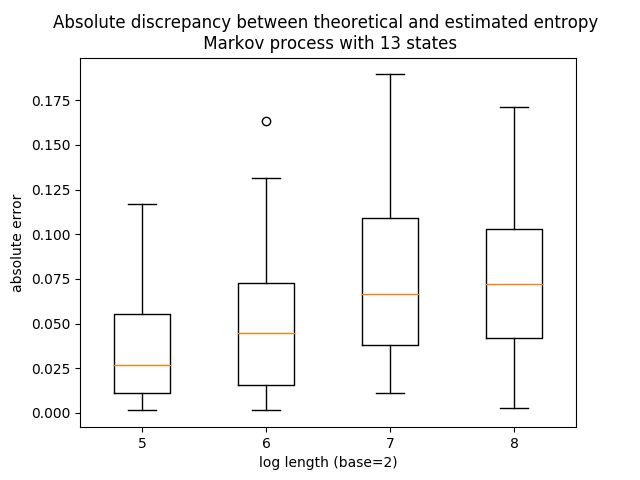 Absolute discrepancy between theoretical and estimated entropy
Markov process with 13 states
0.175
0.150
0.125
0.100
0.075
0.050
0.025
0.000
absolute error
5 6 7 8
log length (base=2)